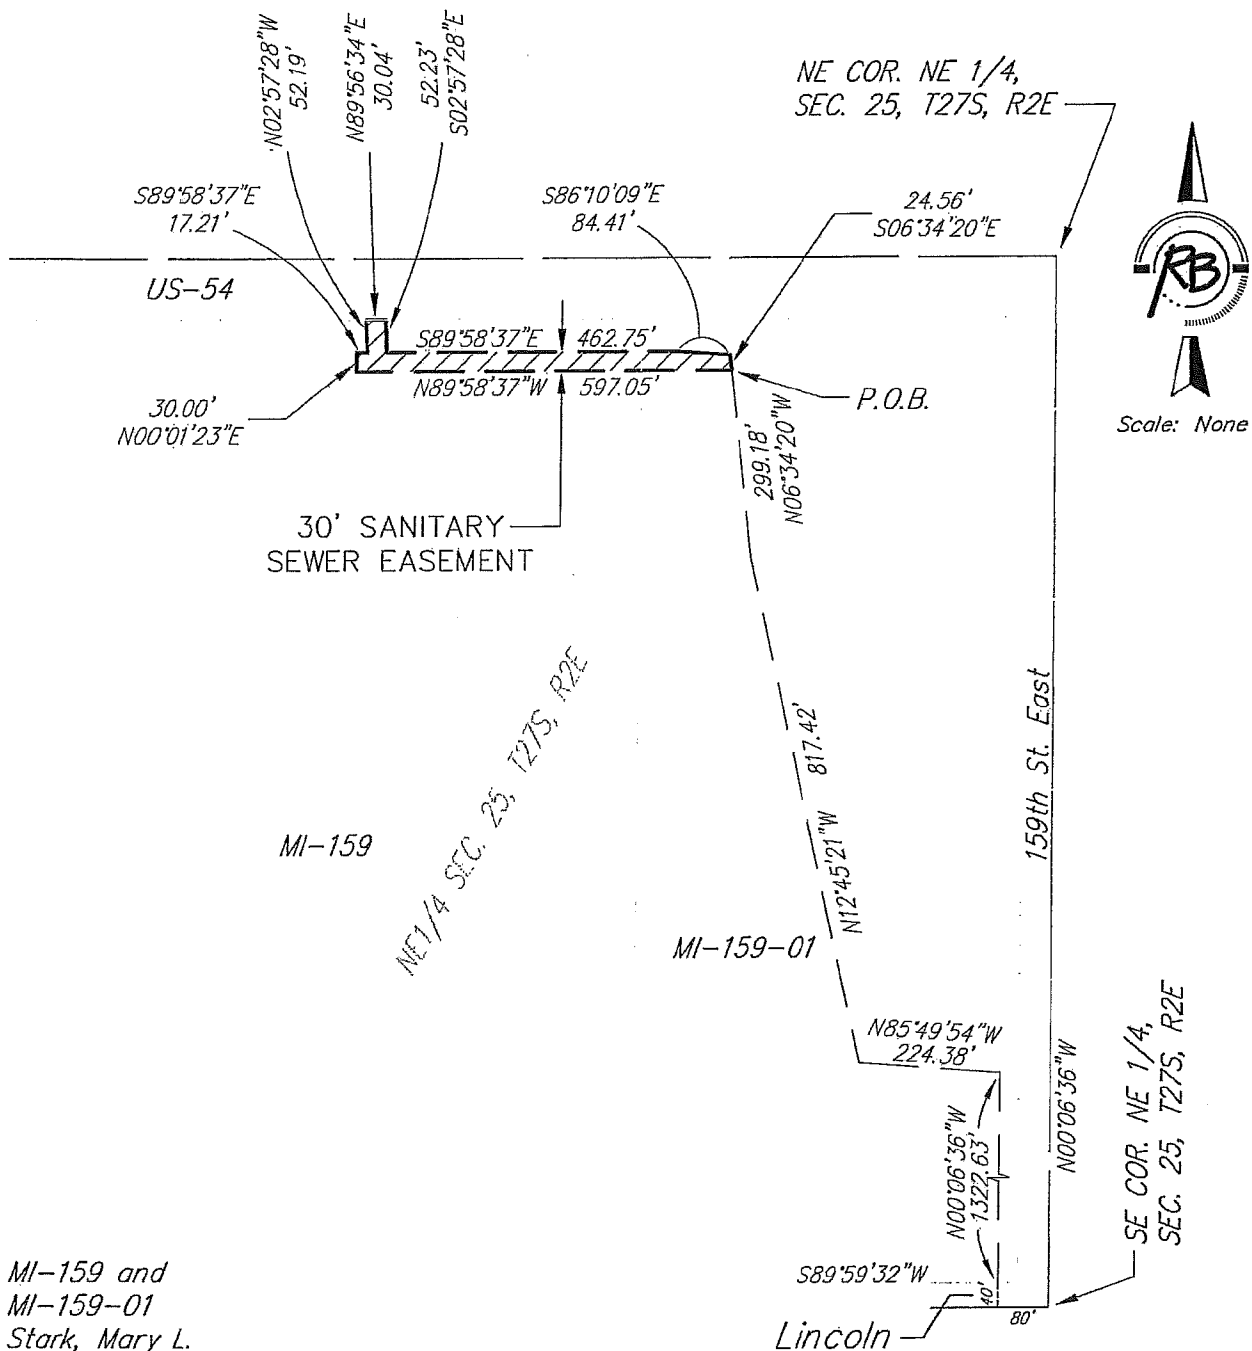 N02°57'28"W
52.19'
N89°56'34"E
30.04'
52.23'
S02°57'28"E
NE COR. NE 1/4,
SEC. 25, T27S, R2E
S89°58'37"E
17.21'
S86°10'09"E
84.41'
24.56'
S06°34'20"E
RB
US-54
S89°58'37"E 462.75'
N89°58'37"W 597.05'
P.O.B.
30.00'
N00°01'23"E
Scale: None
299.18'
N06°34'20"W
30' SANITARY
SEWER EASEMENT
NE1/4 SEC. 25, T27S, R2E
159th St. East
N12°45'21"W 817.42'
MI-159
MI-159-01
N85°49'54"W
224.38'
N00°06'36"W
N00°06'36"W
1322.63'
SE COR. NE 1/4,
SEC. 25, T27S, R2E
S89°59'32"W
40'
80'
Lincoln
MI-159 and
MI-159-01
Stark, Mary L.